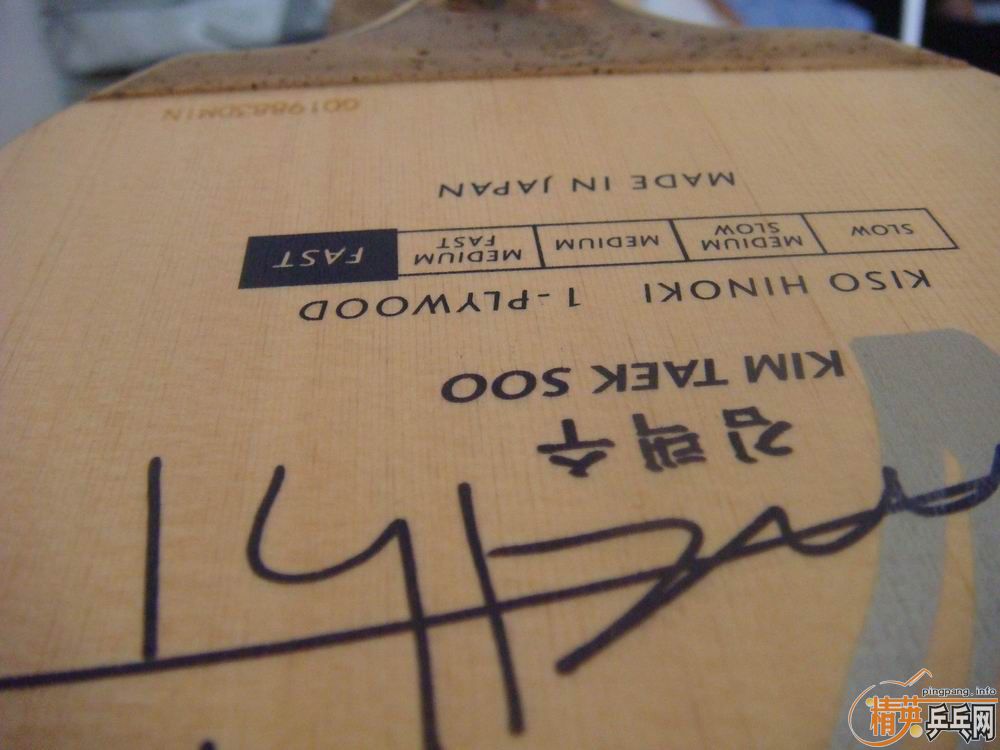 김택수
KIM TAEK SOO
KISO HINOKI 1-PLYWOOD
SLOW MEDIUM SLOW MEDIUM MEDIUM FAST FAST
MADE IN JAPAN
pingpang.info
精英乒乓网